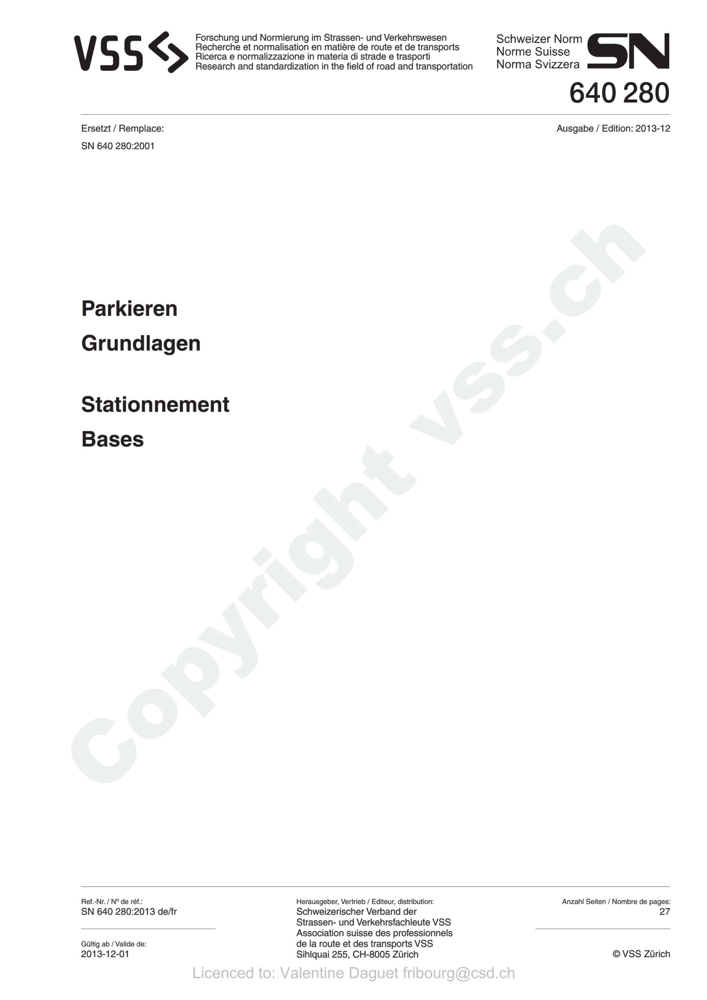 VSS
Forschung und Normierung im Strassen- und Verkehrswesen
Recherche et normalisation en matière de route et de transports
Ricerca e normalizzazione in materia di strade e trasporti
Research and standardization in the field of road and transportation
Schweizer Norm
Norme Suisse
Norma Svizzera
SN
640 280
Ersetzt / Remplace:
SN 640 280:2001
Ausgabe / Edition: 2013-12
Parkieren
Grundlagen
Stationnement
Bases
Copyright vss.ch
Ref.-Nr. / Nº de réf.:
SN 640 280:2013 de/fr
Gültig ab / Valide de:
2013-12-01
Herausgeber, Vertrieb / Editeur, distribution:
Schweizerischer Verband der
Strassen- und Verkehrsfachleute VSS
Association suisse des professionnels
de la route et des transports VSS
Sihlquai 255, CH-8005 Zürich
Anzahl Seiten / Nombre de pages:
27
© VSS Zürich
Licenced to: Valentine Daguet fribourg@csd.ch